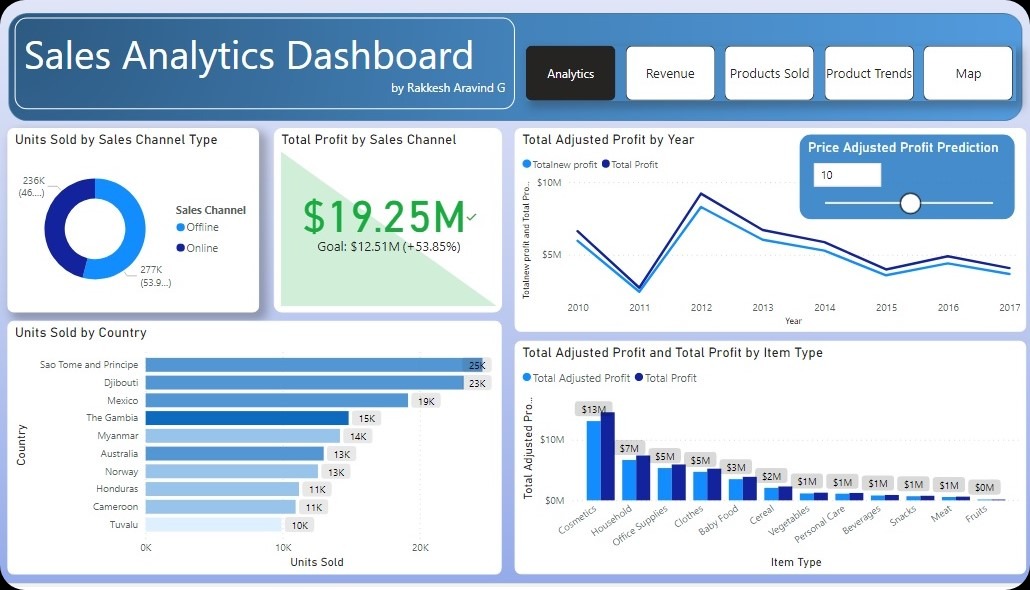 Sales Analytics Dashboard
by Rakkesh Aravind G
Analytics
Revenue
Products Sold
Product Trends
Map
Units Sold by Sales Channel Type
236K
(46....)
277K
(53.9...)
Sales Channel
Offline
Online
Total Profit by Sales Channel
$19.25M
Goal: $12.51M (+53.85%)
Total Adjusted Profit by Year
Totalnew profit
Total Profit
Price Adjusted Profit Prediction
10
Totalnew profit and Total Pro...
$10M
$5M
2010
2011
2012
2013
2014
2015
2016
2017
Year
Units Sold by Country
Country
Sao Tome and Principe
25K
Djibouti
23K
Mexico
19K
The Gambia
15K
Myanmar
14K
Australia
13K
Norway
13K
Honduras
11K
Cameroon
11K
Tuvalu
10K
0K
10K
20K
Units Sold
Total Adjusted Profit and Total Profit by Item Type
Total Adjusted Profit
Total Profit
Total Adjusted Pro...
$10M
$0M
$13M
$7M
$5M
$5M
$3M
$2M
$1M
$1M
$1M
$1M
$1M
$0M
Cosmetics
Household
Office Supplies
Clothes
Baby Food
Cereal
Vegetables
Personal Care
Beverages
Snacks
Meat
Fruits
Item Type